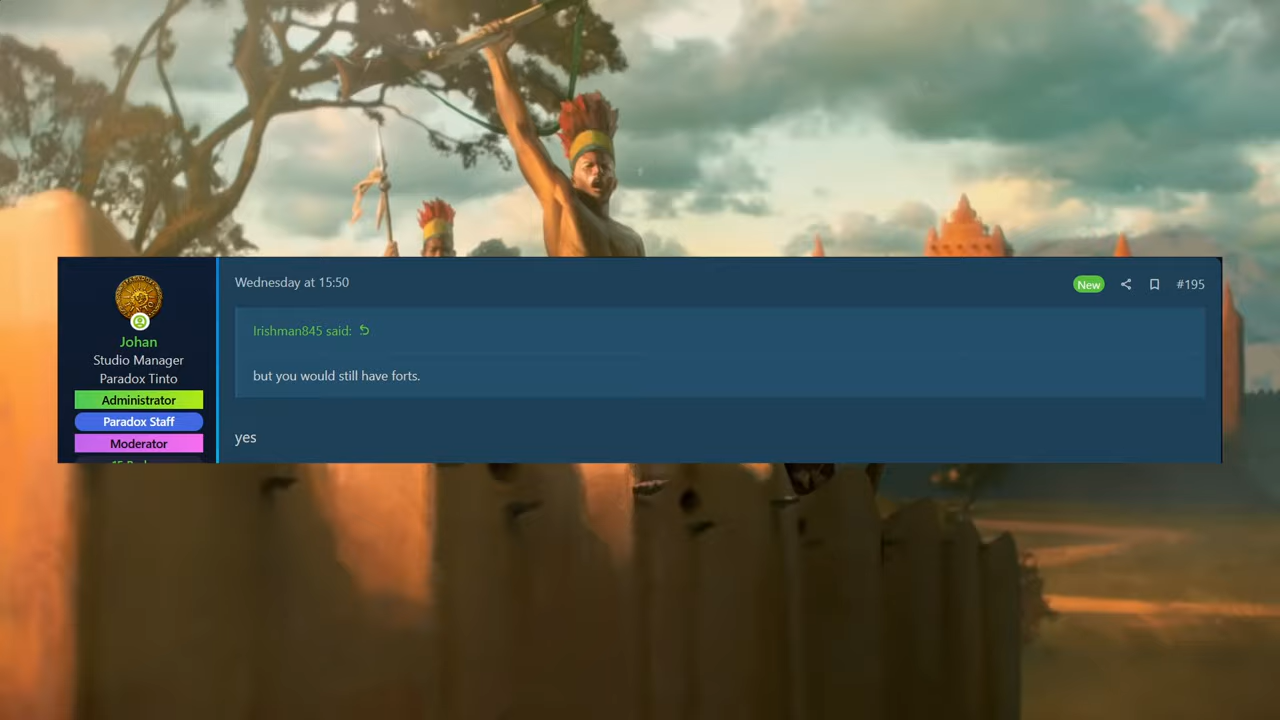 Wednesday at 15:50
New
#195
Irishman845 said:
but you would still have forts.
yes
Johan
Studio Manager
Paradox Tinto
Administrator
Paradox Staff
Moderator